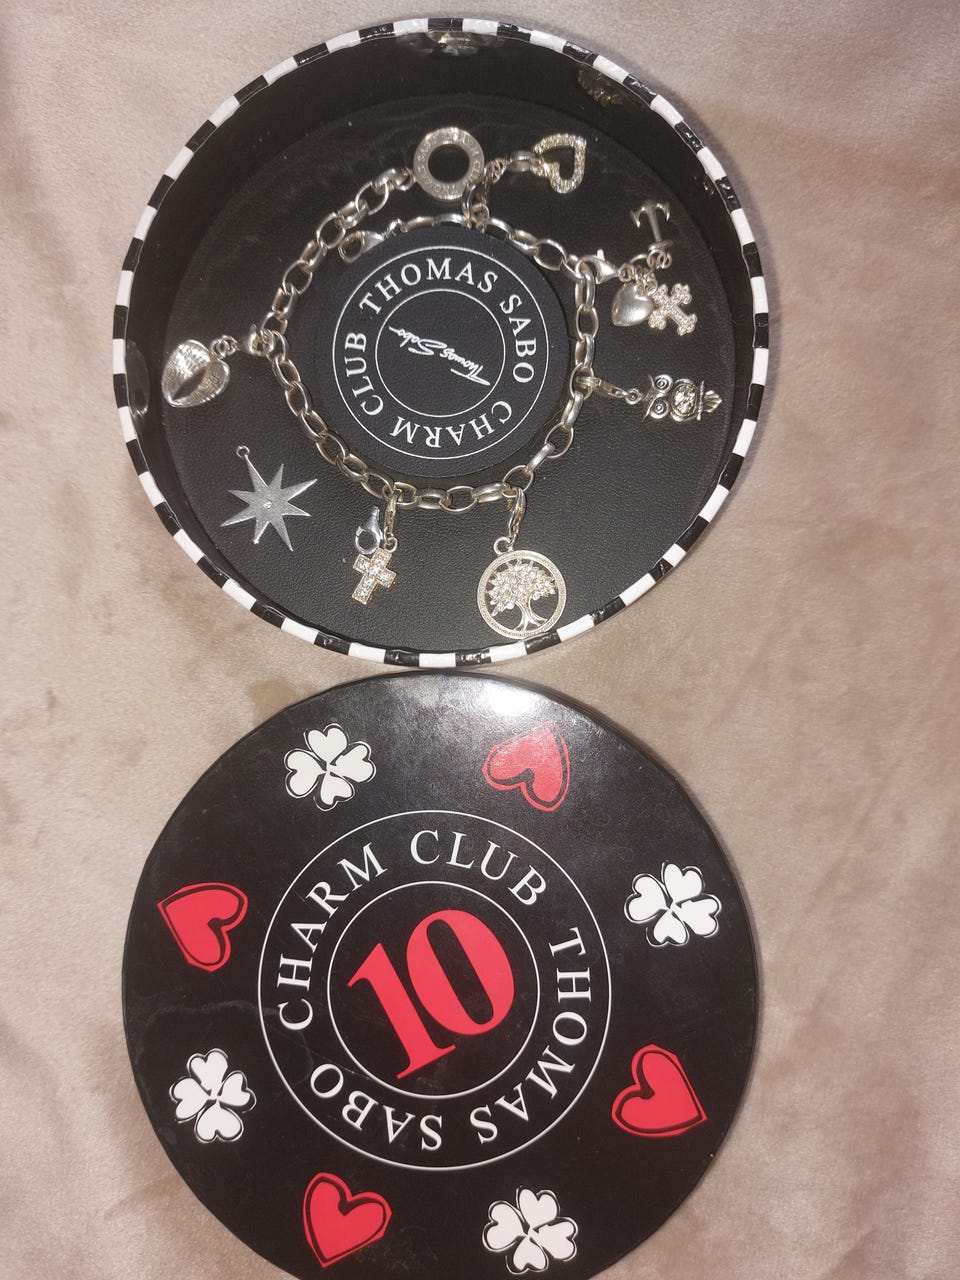 THOMAS SABO CHARM CLUB
Thomas Sabo
CHARM CLUB THOMAS SABO
10